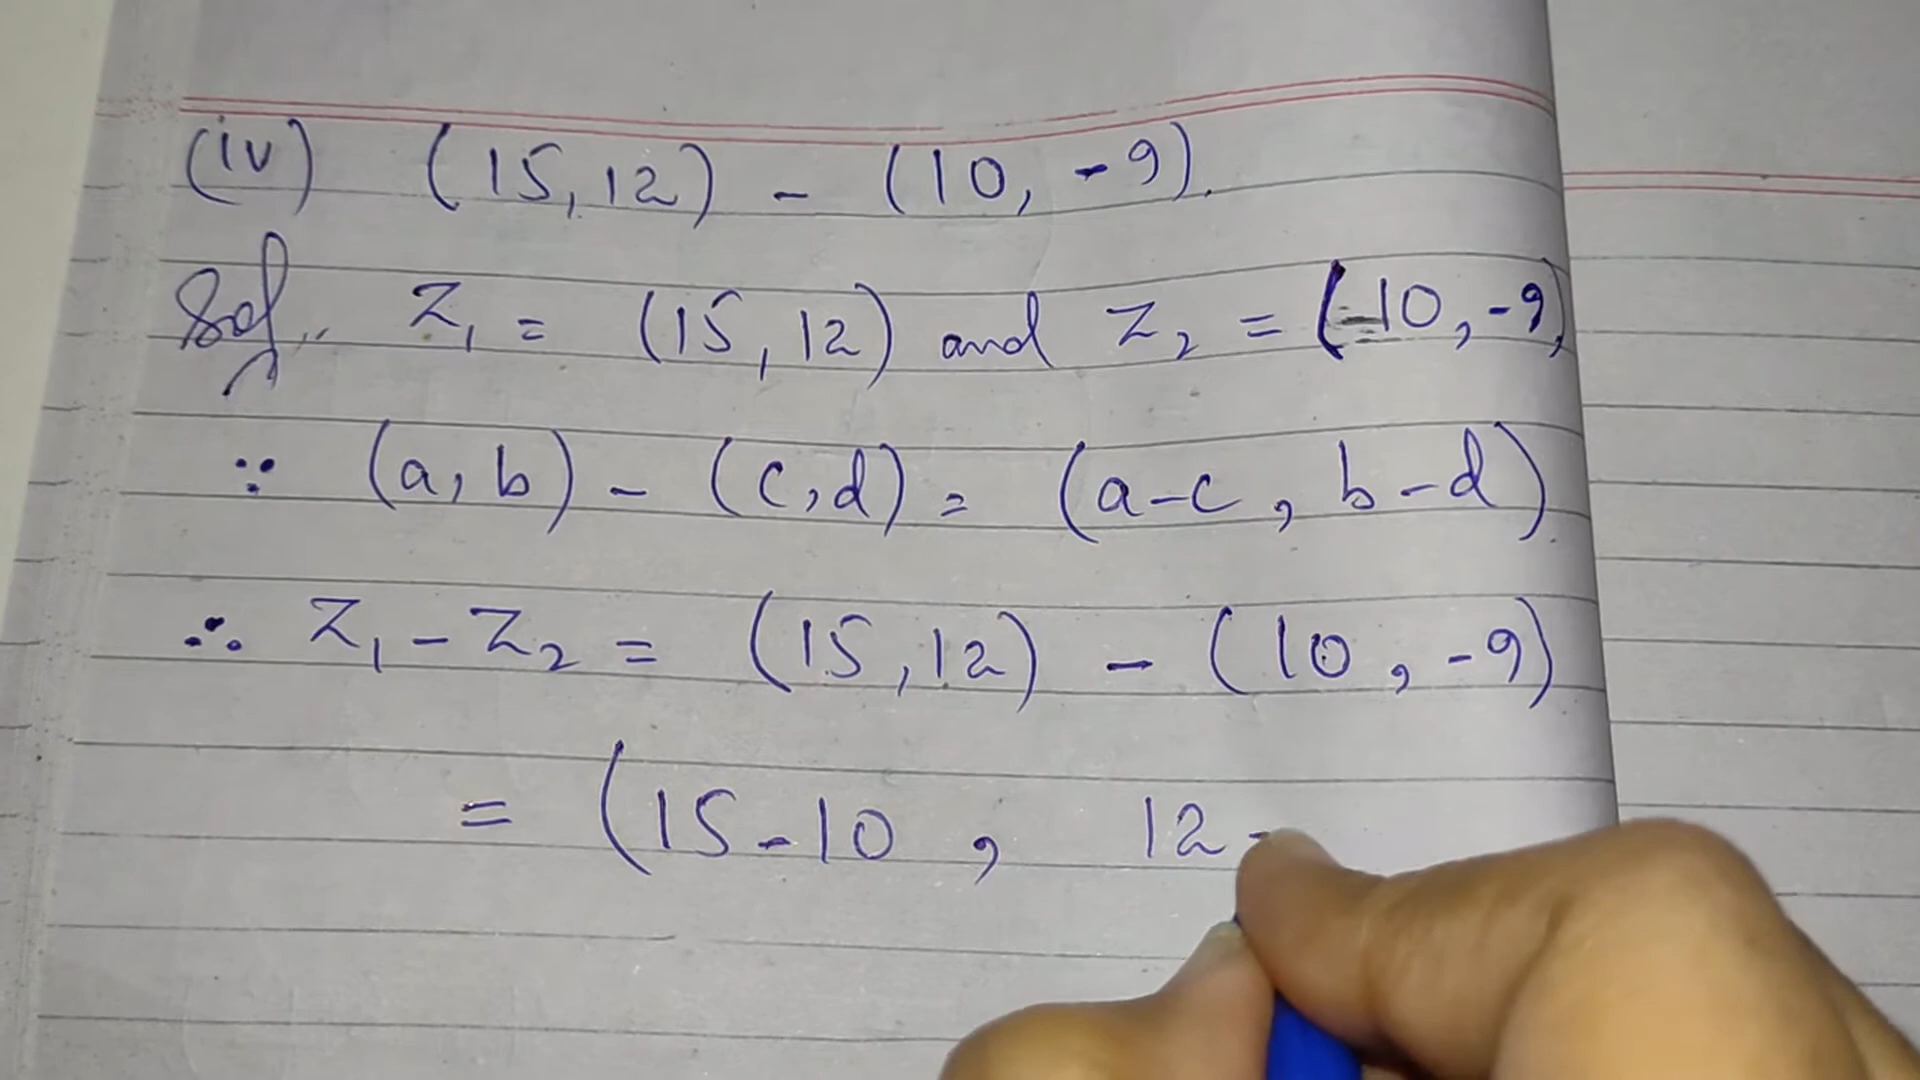 (iv) (15, 12) - (10, -9).
Sol. Z₁ = (15, 12) and Z₂ = (10, -9)
∵ (a, b) - (c, d) = (a-c, b-d)
∴ Z₁ - Z₂ = (15, 12) - (10, -9)
= (15-10, 12-